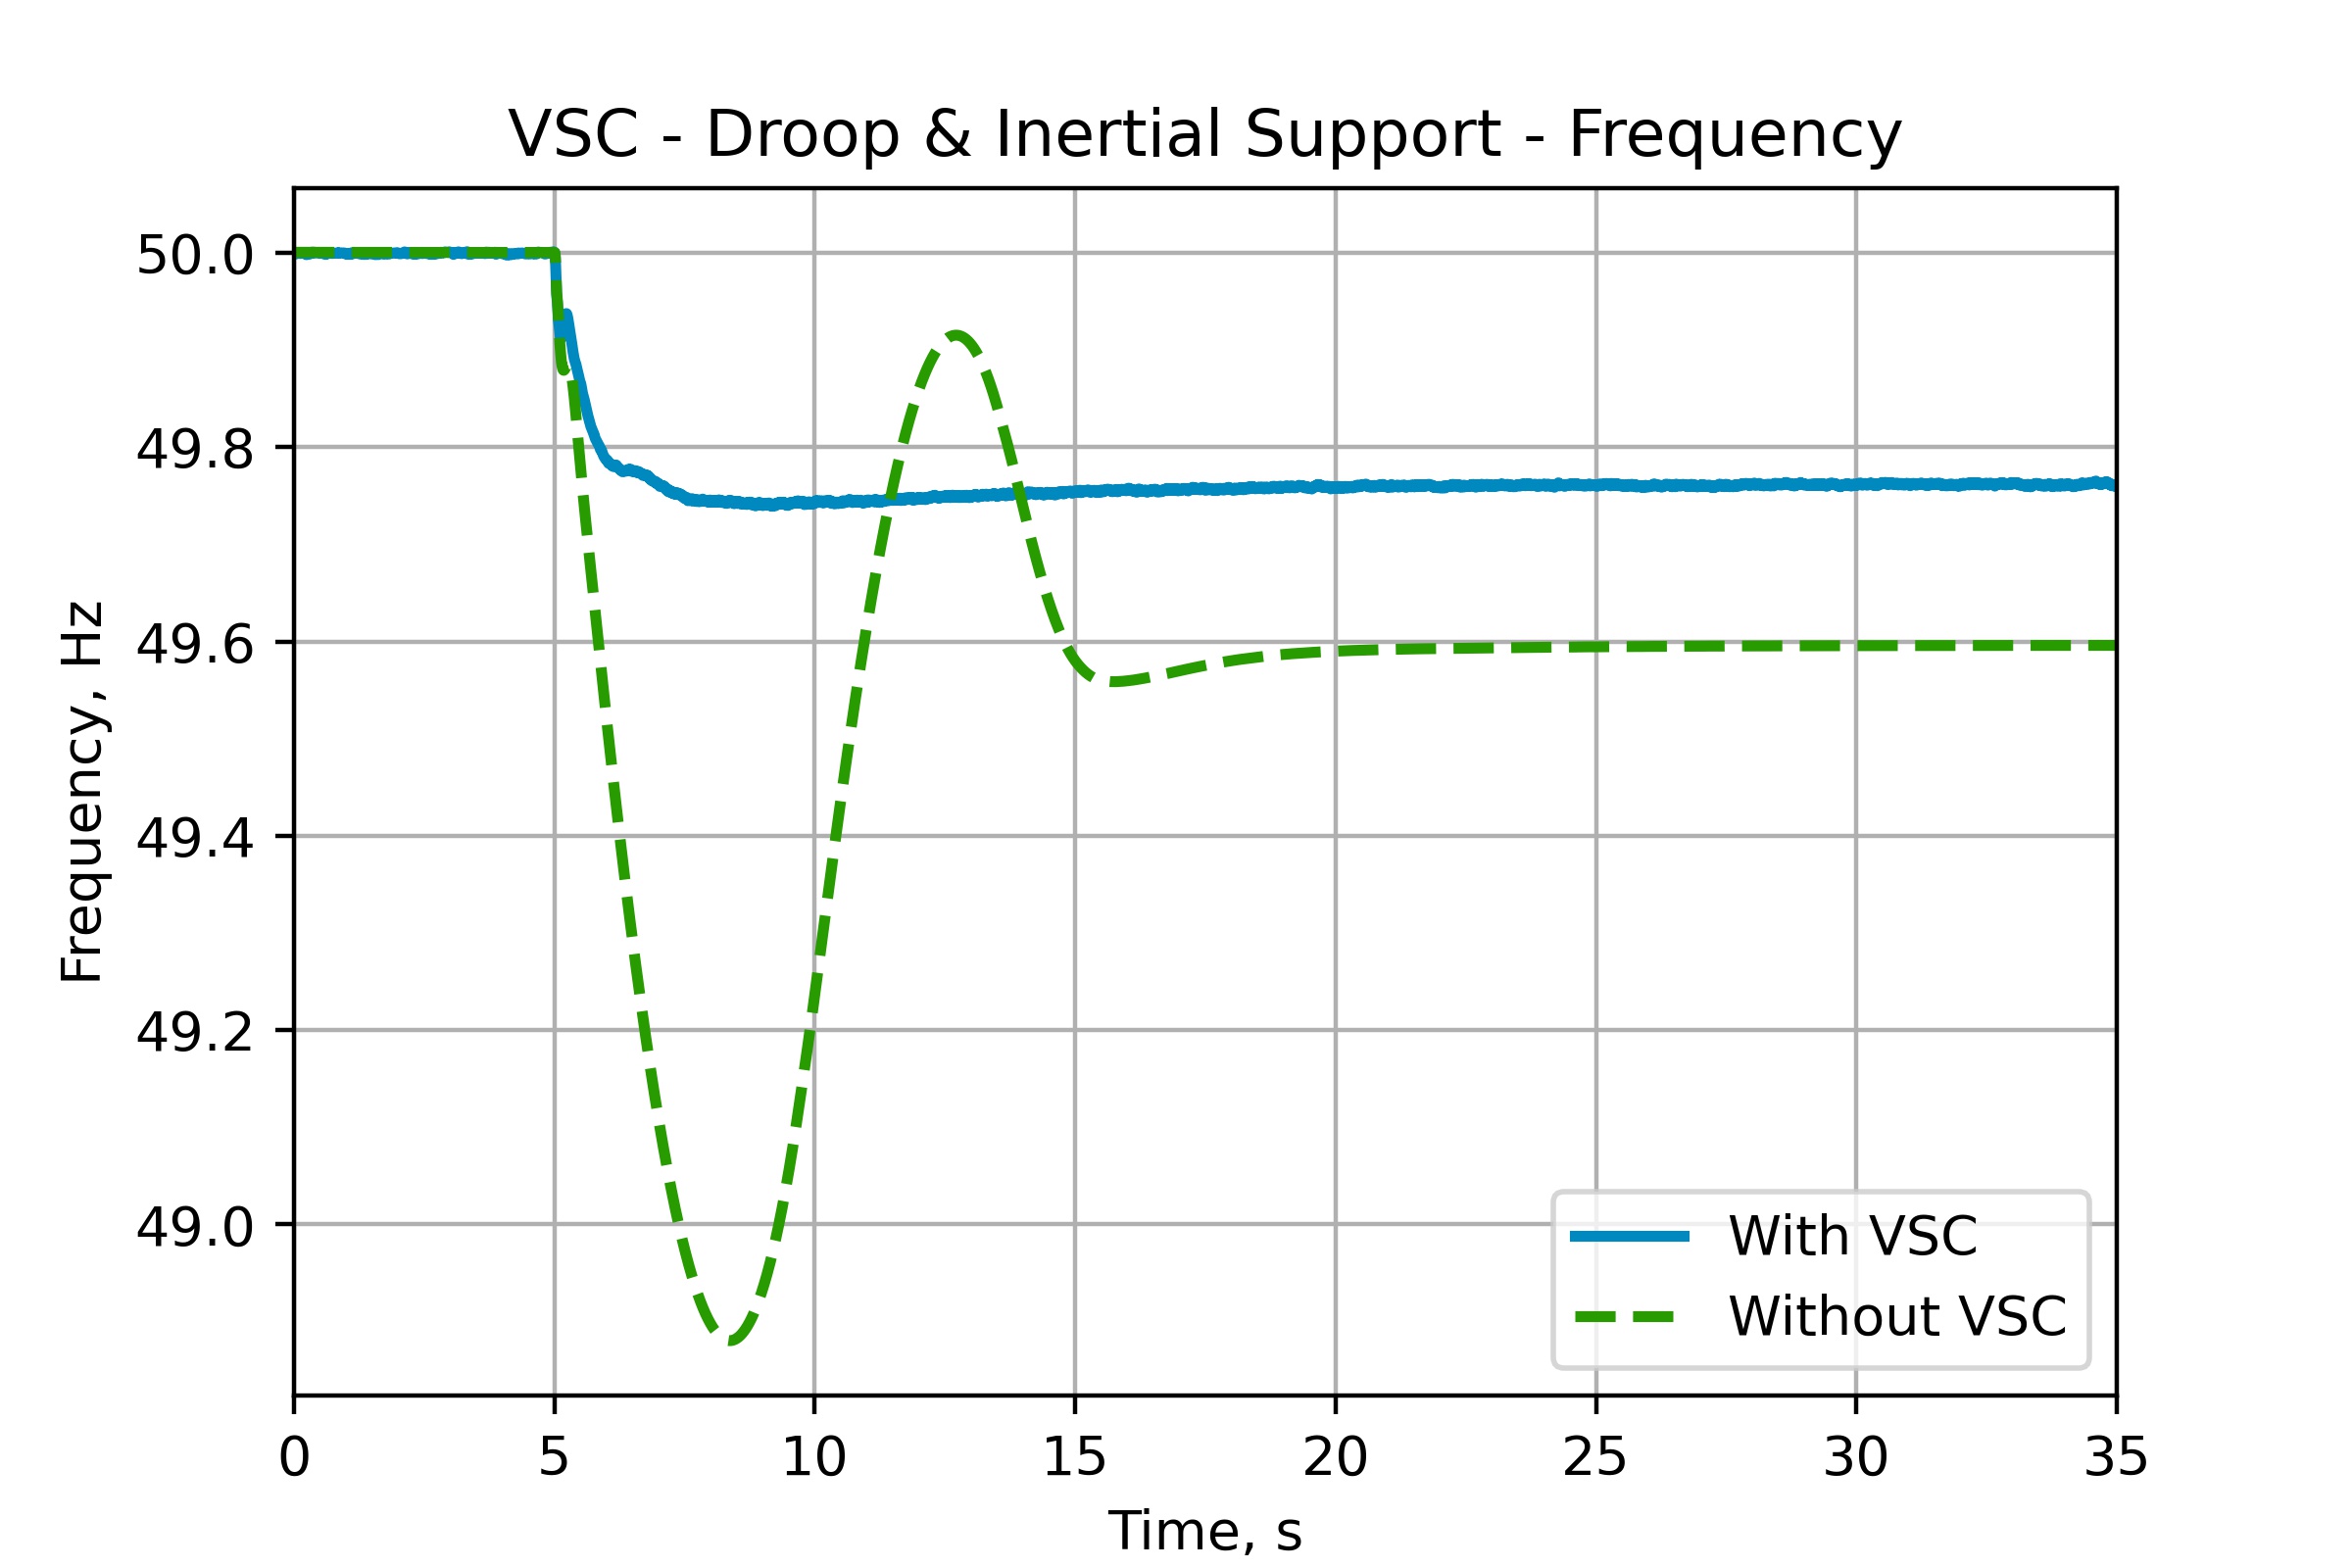 VSC - Droop & Inertial Support - Frequency
50.0
49.8
49.6
49.4
49.2
49.0
Frequency, Hz
With VSC
Without VSC
0 5 10 15 20 25 30 35
Time, s